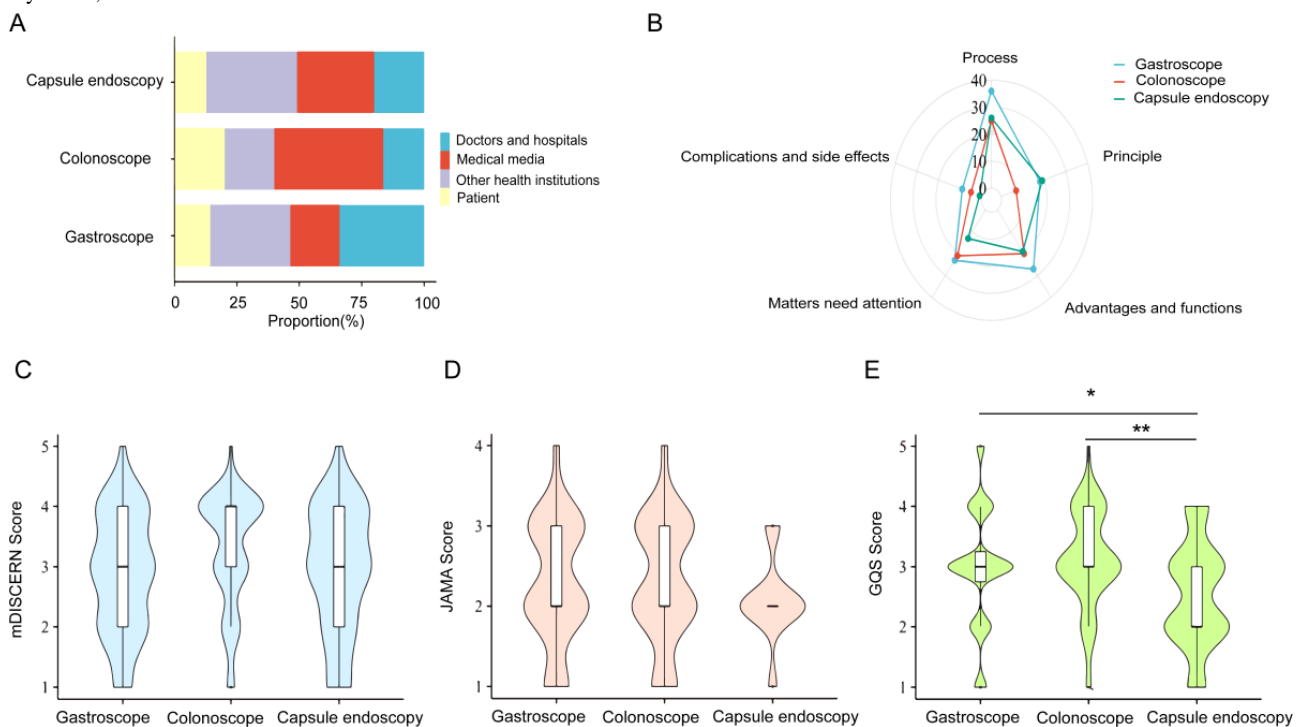 A
Capsule endoscopy
Colonoscope
Gastroscope
0
25
50
75
100
Proportion(%)
Doctors and hospitals
Medical media
Other health institutions
Patient
B
Process
40
30
20
10
0
Complications and side effects
Principle
Matters need attention
Advantages and functions
Gastroscope
Colonoscope
Capsule endoscopy
C
mDISCERN Score
5
4
3
2
1
Gastroscope
Colonoscope
Capsule endoscopy
D
JAMA Score
4
3
2
1
Gastroscope
Colonoscope
Capsule endoscopy
E
*
**
GQS Score
5
4
3
2
1
Gastroscope
Colonoscope
Capsule endoscopy